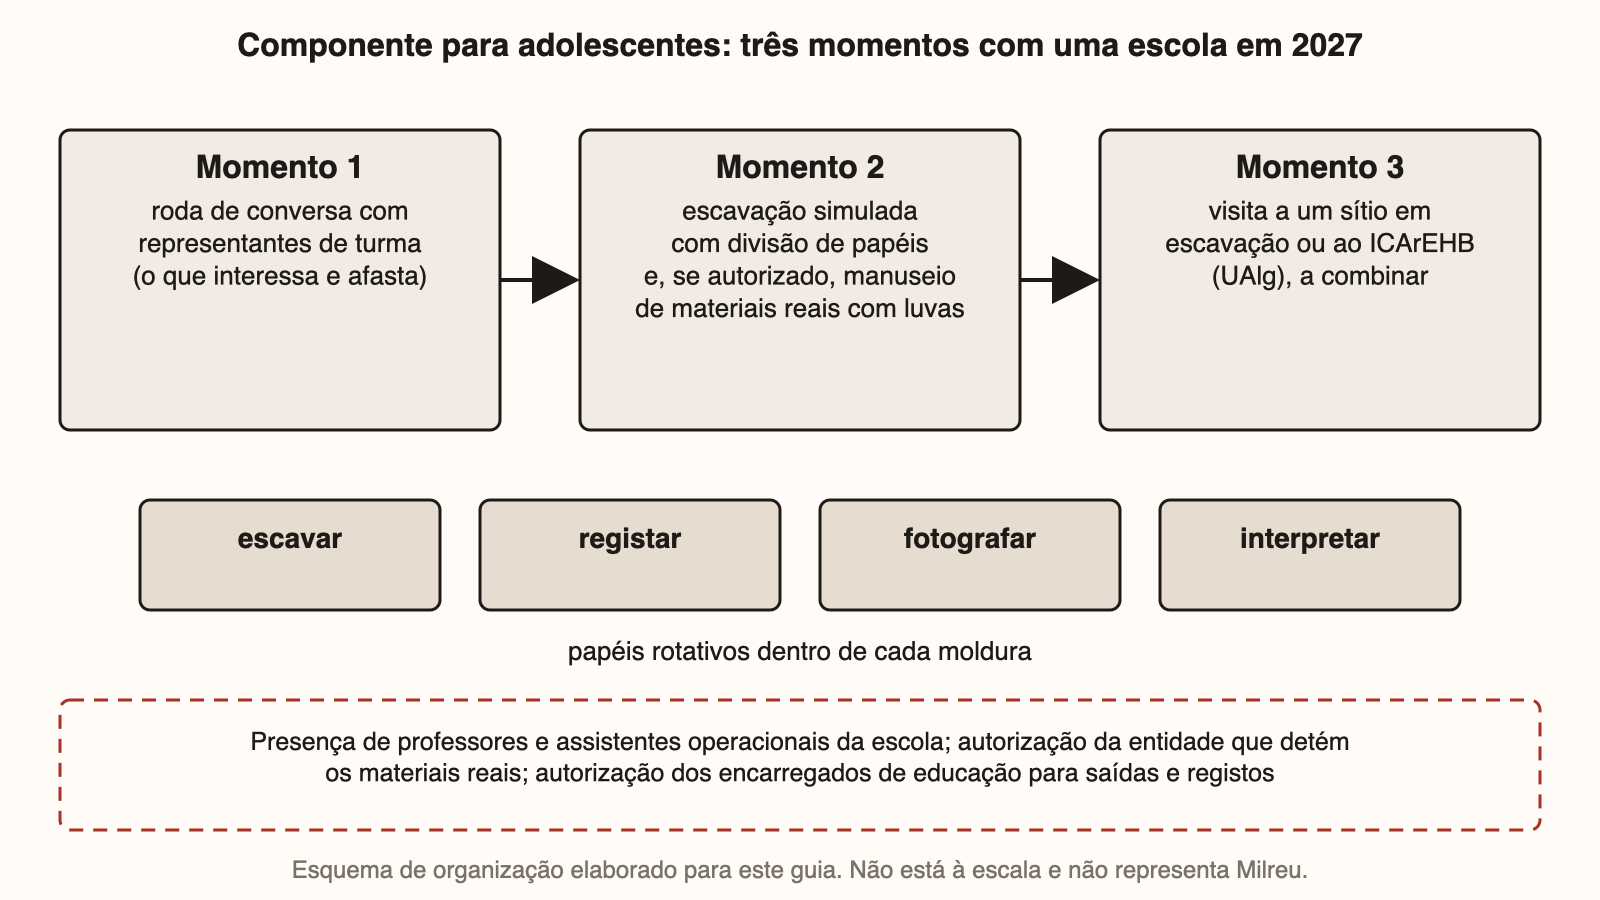 Componente para adolescentes: três momentos com uma escola em 2027
Momento 1
roda de conversa com
representantes de turma
(o que interessa e afasta)
Momento 2
escavação simulada
com divisão de papéis
e, se autorizado, manuseio
de materiais reais com luvas
Momento 3
visita a um sítio em
escavação ou ao ICArEHB
(UAlg), a combinar
escavar
registar
fotografar
interpretar
papéis rotativos dentro de cada moldura
Presença de professores e assistentes operacionais da escola; autorização da entidade que detém
os materiais reais; autorização dos encarregados de educação para saídas e registos
Esquema de organização elaborado para este guia. Não está à escala e não representa Milreu.